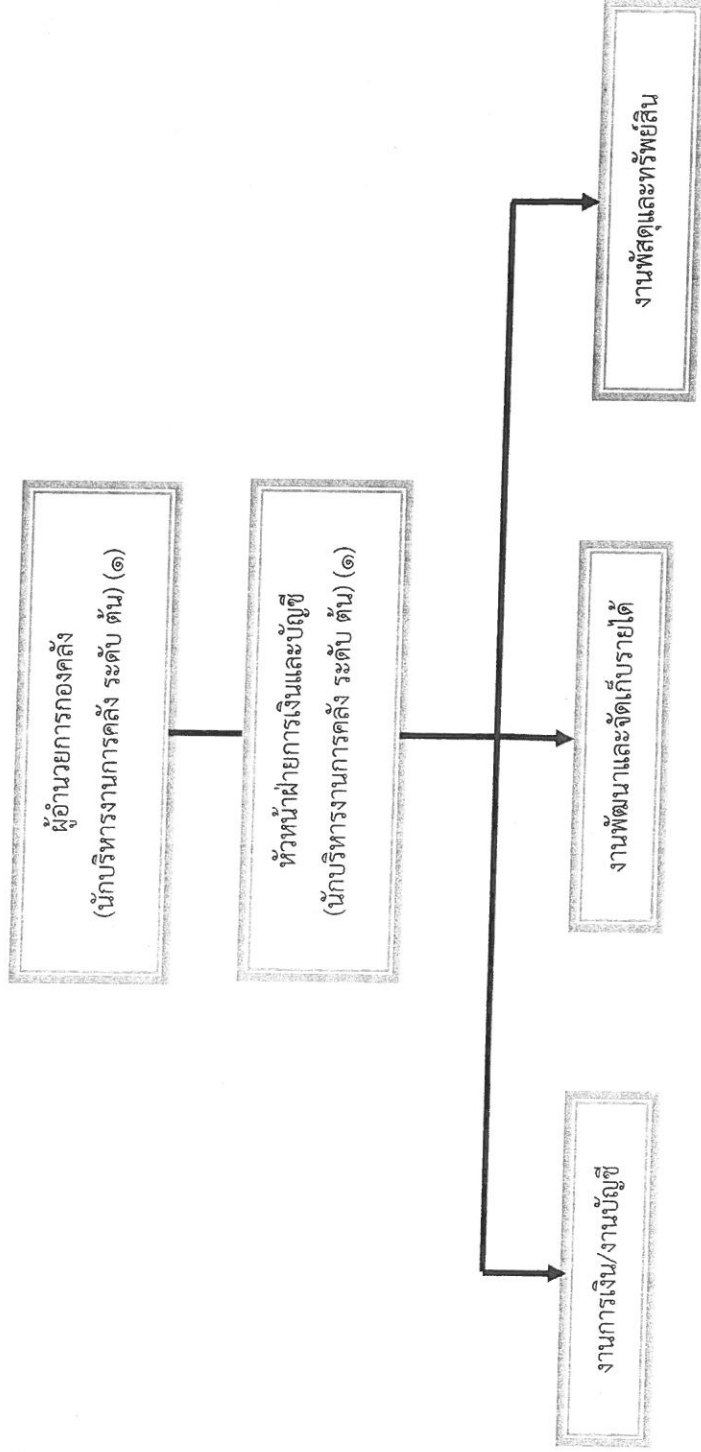 ผู้อำนวยการกองคลัง
(นักบริหารงานการคลัง ระดับ ต้น) (๑)
หัวหน้าฝ่ายการเงินและบัญชี
(นักบริหารงานการคลัง ระดับ ต้น) (๑)
งานการเงิน/งานบัญชี
งานพัฒนาและจัดเก็บรายได้
งานพัสดุและทรัพย์สิน